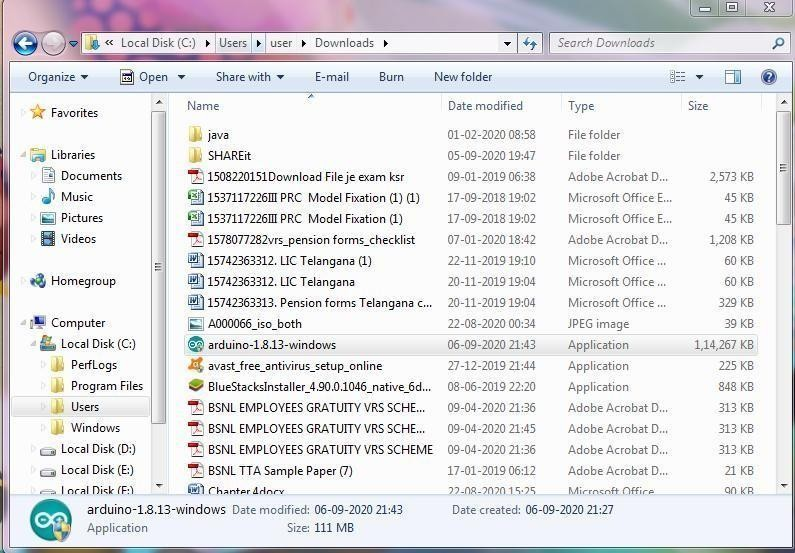 « Local Disk (C:) Users user Downloads Search Downloads
Organize Open Share with E-mail Burn New folder
Favorites
Libraries
Documents
Music
Pictures
Videos
Homegroup
Computer
Local Disk (C:)
PerfLogs
Program Files
Users
Windows
Local Disk (D:)
Local Disk (E:)
Local Disk (F:)
Name Date modified Type Size
java 01-02-2020 08:58 File folder
SHAREit 05-09-2020 19:47 File folder
1508220151Download File je exam ksr 09-01-2019 06:38 Adobe Acrobat D... 2,573 KB
1537117226III PRC Model Fixation (1) (1) 17-09-2018 19:02 Microsoft Office E... 45 KB
1537117226III PRC Model Fixation (1) 17-09-2018 19:02 Microsoft Office E... 45 KB
1578077282vrs_pension forms_checklist 07-01-2020 18:42 Adobe Acrobat D... 1,208 KB
15742363312. LIC Telangana (1) 22-11-2019 19:10 Microsoft Office ... 60 KB
15742363312. LIC Telangana 20-11-2019 19:04 Microsoft Office ... 60 KB
15742363313. Pension forms Telangana c... 20-11-2019 19:04 Microsoft Office ... 329 KB
A000066_iso_both 22-08-2020 00:34 JPEG image 39 KB
arduino-1.8.13-windows 06-09-2020 21:43 Application 1,14,267 KB
avast_free_antivirus_setup_online 27-12-2019 21:44 Application 225 KB
BlueStacksInstaller_4.90.0.1046_native_6d... 08-06-2019 22:20 Application 848 KB
BSNL EMPLOYEES GRATUITY VRS SCHE... 09-04-2020 21:36 Adobe Acrobat D... 313 KB
BSNL EMPLOYEES GRATUITY VRS SCHE... 09-04-2020 21:45 Adobe Acrobat D... 313 KB
BSNL EMPLOYEES GRATUITY VRS SCHEME 09-04-2020 21:36 Adobe Acrobat D... 313 KB
BSNL TTA Sample Paper (7) 17-01-2019 06:12 Adobe Acrobat D... 21 KB
Chapter 4docx 22-08-2020 15:25 Microsoft Office ... 90 KB
arduino-1.8.13-windows Date modified: 06-09-2020 21:43 Date created: 06-09-2020 21:27
Application Size: 111 MB